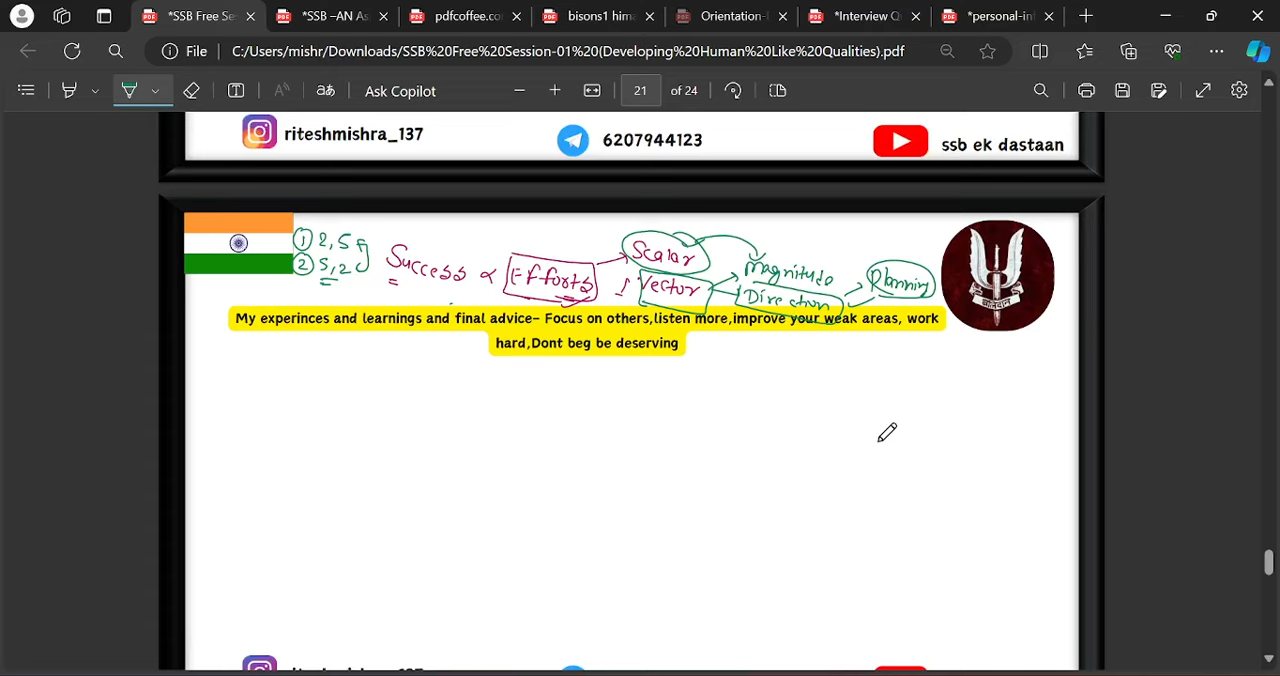 *SSB Free Se
*SSB –AN As
pdfcoffee.co
bisons1 him
Orientation-
*Interview Q
*personal-in
File
C:/Users/mishr/Downloads/SSB%20Free%20Session-01%20(Developing%20Human%20Like%20Qualities).pdf
Ask Copilot
21 of 24
riteshmishra_137
6207944123
ssb ek dastaan
① 2,5
② 5,2
Success ∝ Efforts
Scalar
Vector
Magnitude
Direction
Planning
बलिदान
My experinces and learnings and final advice- Focus on others,listen more,improve your weak areas, work
hard,Dont beg be deserving